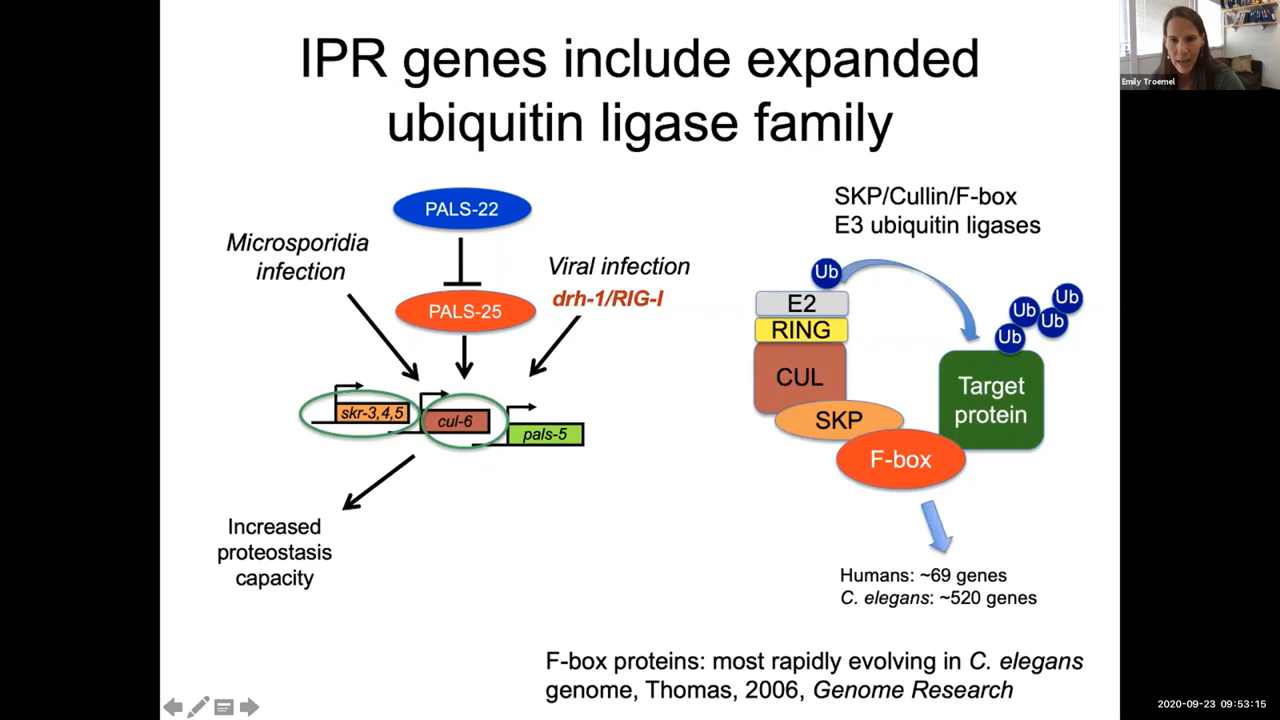 IPR genes include expanded
ubiquitin ligase family
Emily Troemel
PALS-22
Microsporidia
infection
Viral infection
drh-1/RIG-I
PALS-25
skr-3,4,5
cul-6
pals-5
Increased
proteostasis
capacity
SKP/Cullin/F-box
E3 ubiquitin ligases
Ub
E2
RING
CUL
SKP
F-box
Ub
Ub
Ub
Ub
Target
protein
Humans: ~69 genes
C. elegans: ~520 genes
F-box proteins: most rapidly evolving in C. elegans
genome, Thomas, 2006, Genome Research
2020-09-23 09:53:15